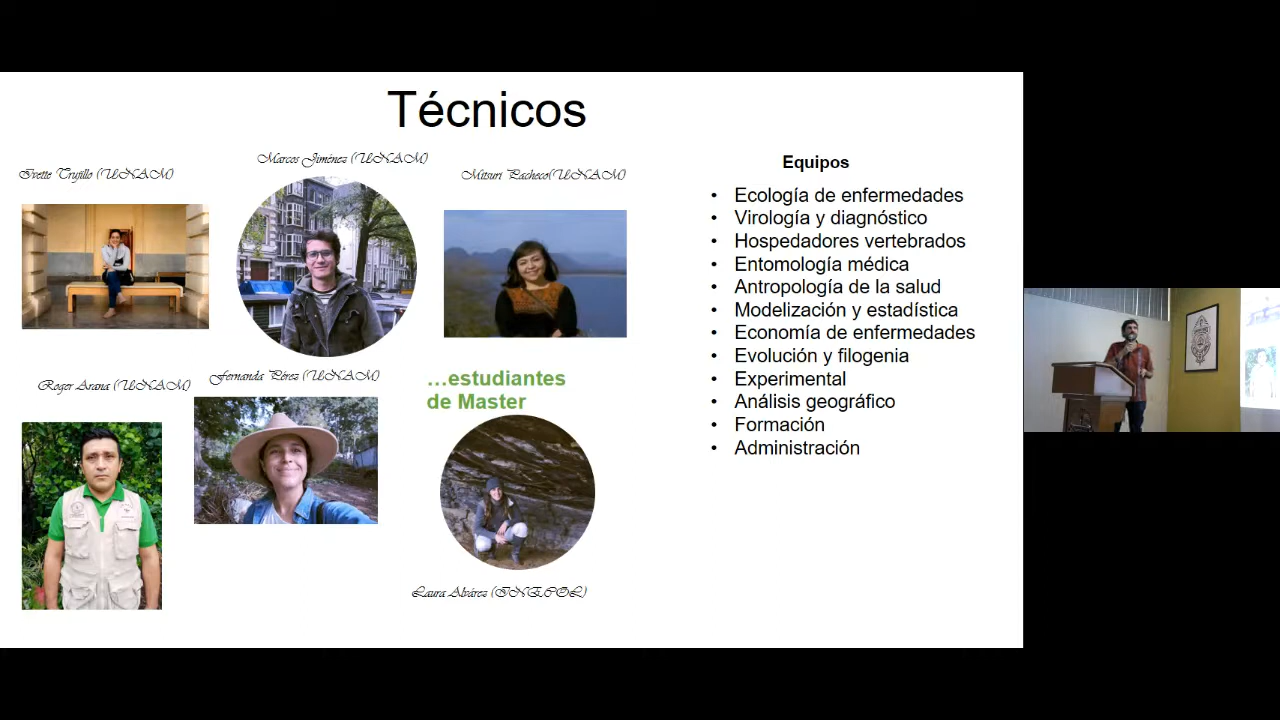 Técnicos
Ivette Trujillo (UNAM)
Marcos Jiménez (UNAM)
Mitsuri Pacheco(UNAM)
Roger Arana (UNAM)
Fernanda Pérez (UNAM)
…estudiantes
de Master
Laura Alvárez (INECOL)
Equipos
• Ecología de enfermedades
• Virología y diagnóstico
• Hospedadores vertebrados
• Entomología médica
• Antropología de la salud
• Modelización y estadística
• Economía de enfermedades
• Evolución y filogenia
• Experimental
• Análisis geográfico
• Formación
• Administración